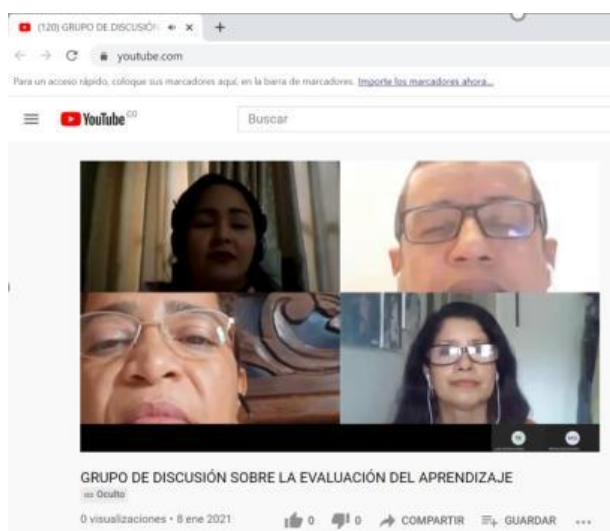 (120) GRUPO DE DISCUSIÓN
youtube.com
Para un acceso rápido, coloque sus marcadores aquí, en la barra de marcadores. Importe los marcadores ahora...
YouTube CO
Buscar
GRUPO DE DISCUSIÓN SOBRE LA EVALUACIÓN DEL APRENDIZAJE
Oculto
0 visualizaciones • 8 ene 2021 0 0 COMPARTIR GUARDAR ...